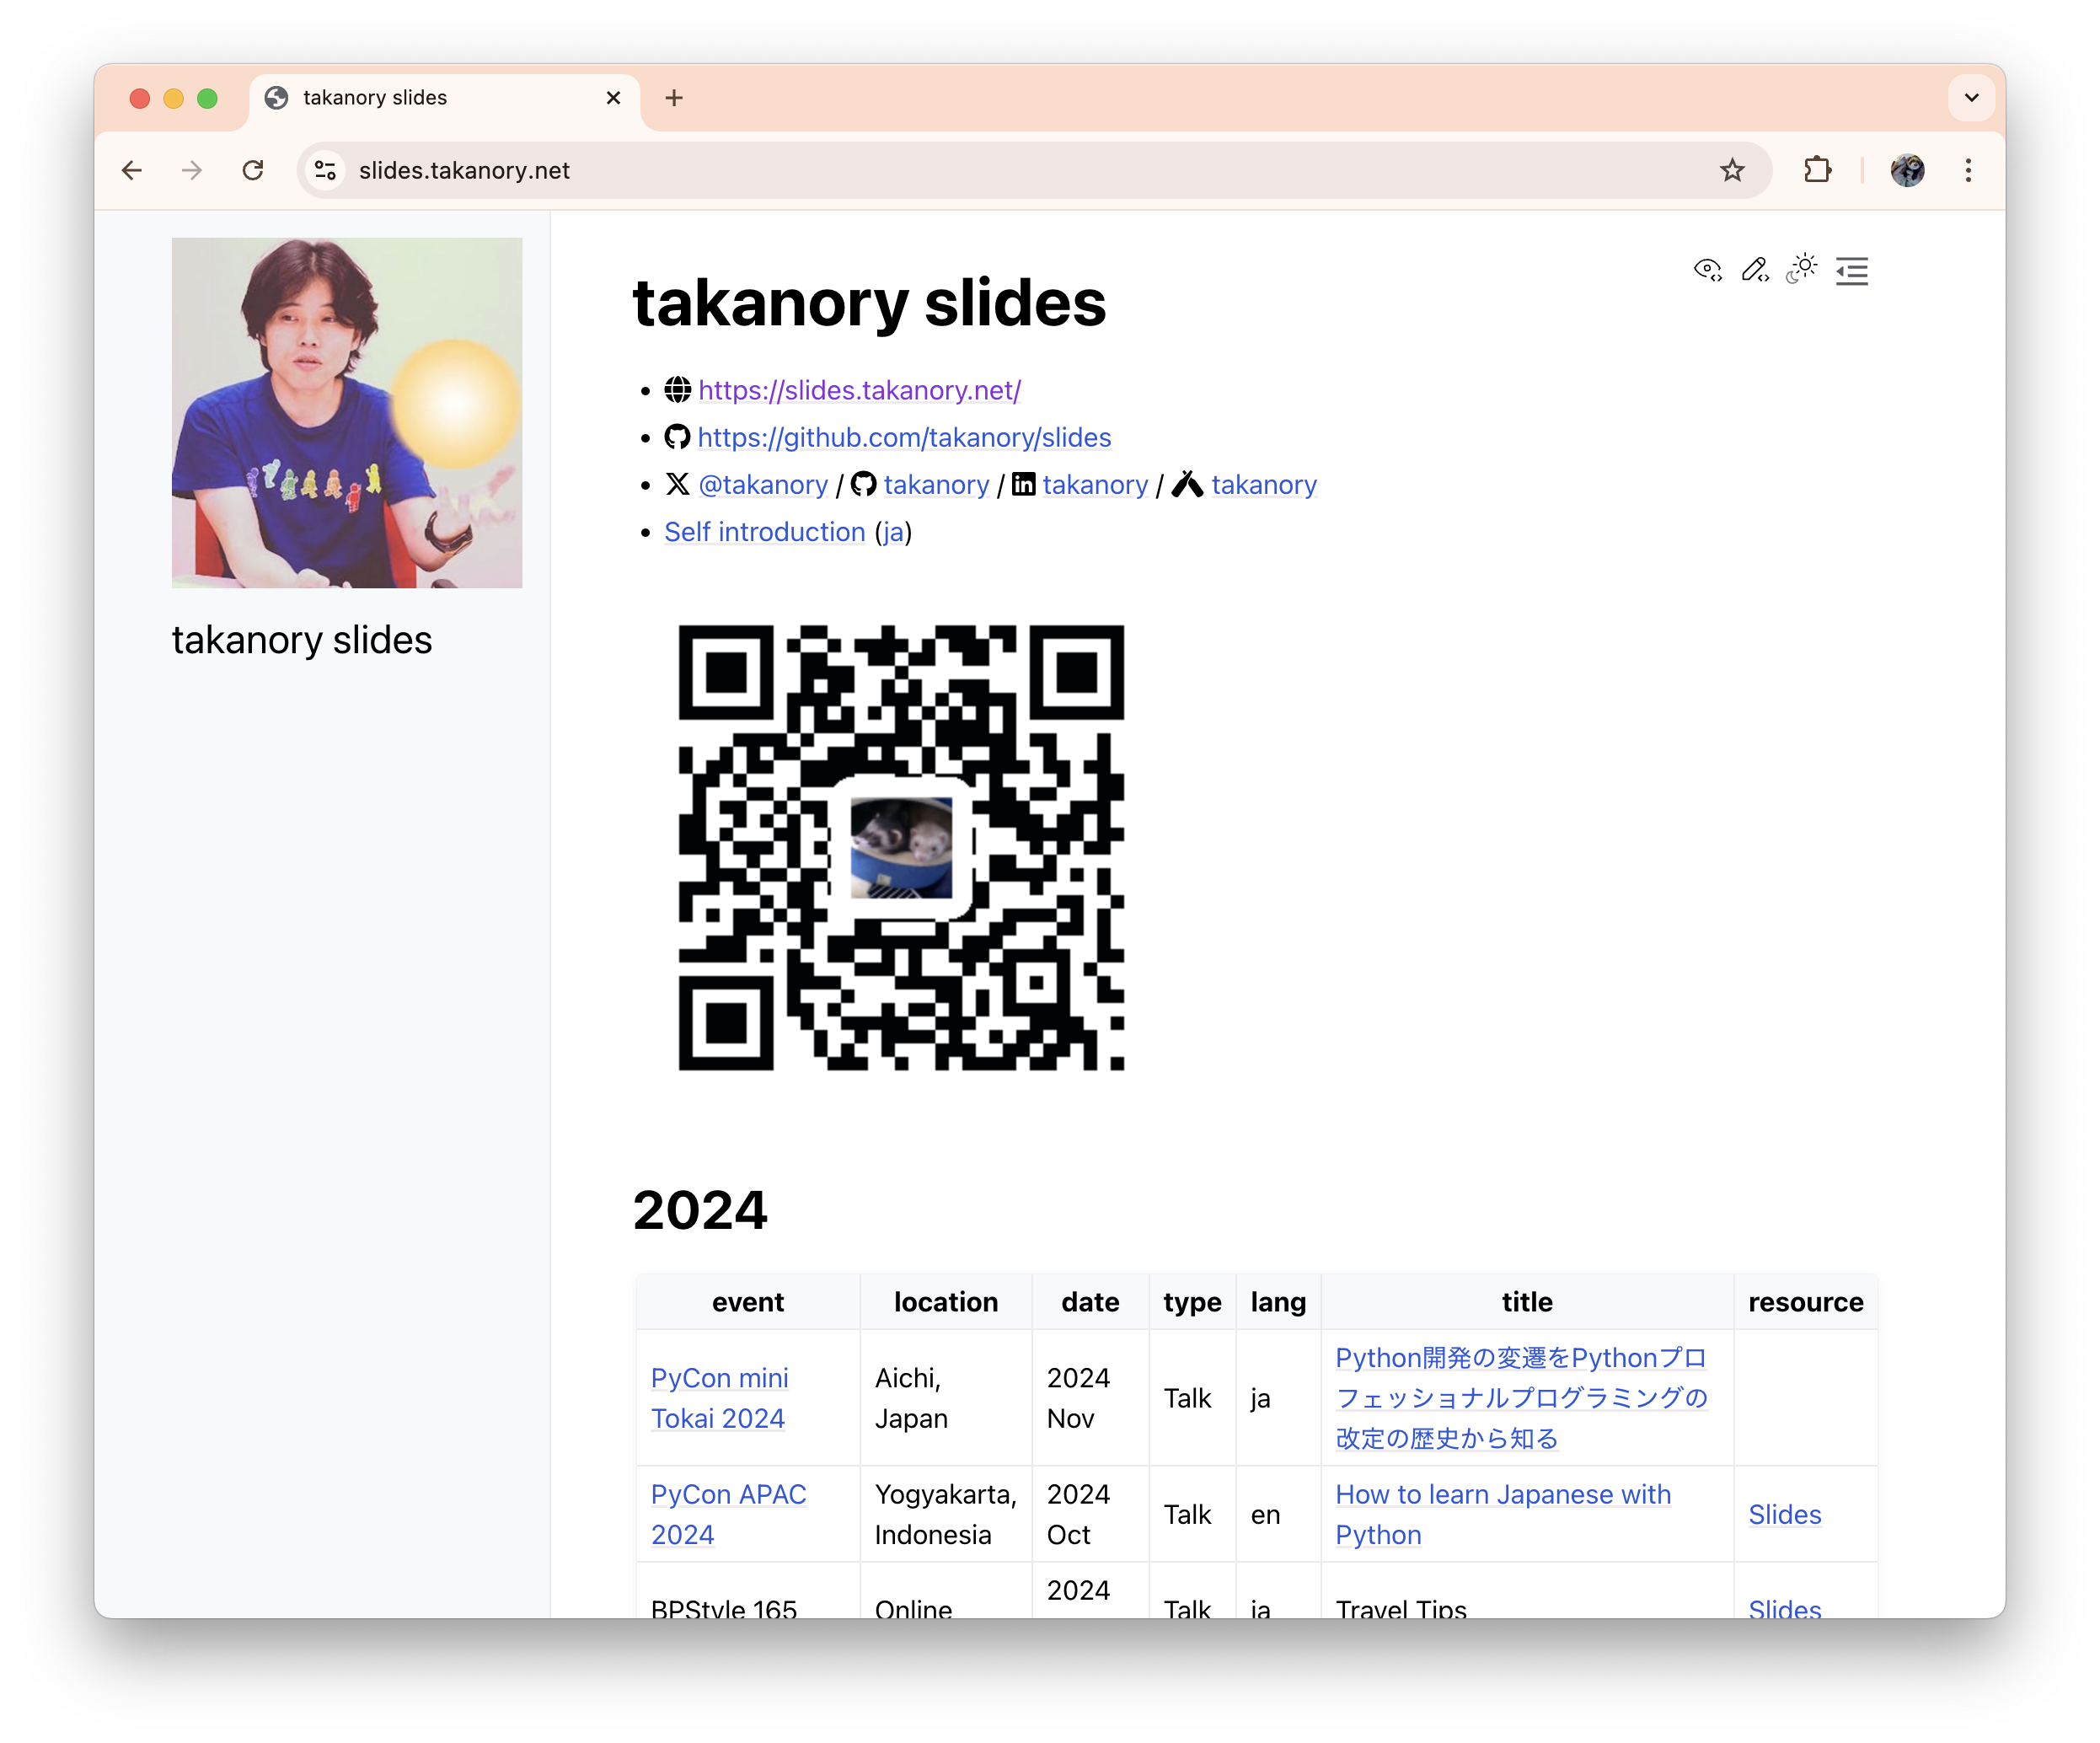 takanory slides
slides.takanory.net
takanory slides
takanory slides
https://slides.takanory.net/
https://github.com/takanory/slides
@takanory / takanory / takanory / takanory
Self introduction (ja)
2024
event location date type lang title resource
PyCon mini Tokai 2024
Aichi, Japan
2024 Nov
Talk
ja
Python開発の変遷をPythonプロ
フェッショナルプログラミングの
改定の歴史から知る
PyCon APAC 2024
Yogyakarta, Indonesia
2024 Oct
Talk
en
How to learn Japanese with
Python
Slides
BPStyle 165
Online
2024
Talk
ja
Travel Tips
Slides